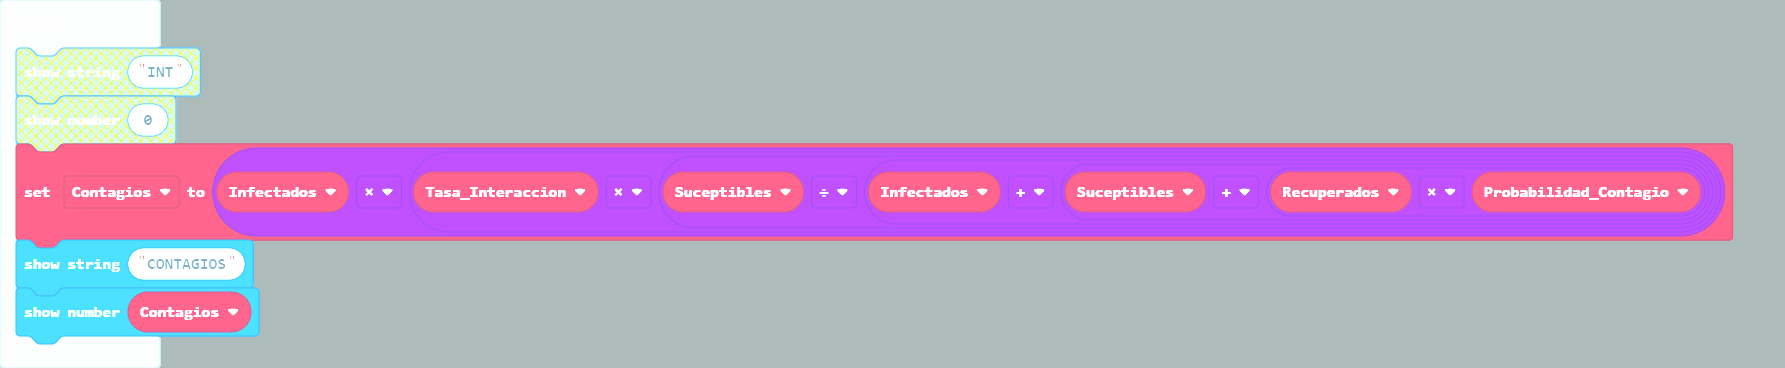 show string "INT"
show number 0
set Contagios to Infectados × Tasa_Interaccion × Suceptibles ÷ Infectados + Suceptibles + Recuperados × Probabilidad_Contagio
show string "CONTAGIOS"
show number Contagios